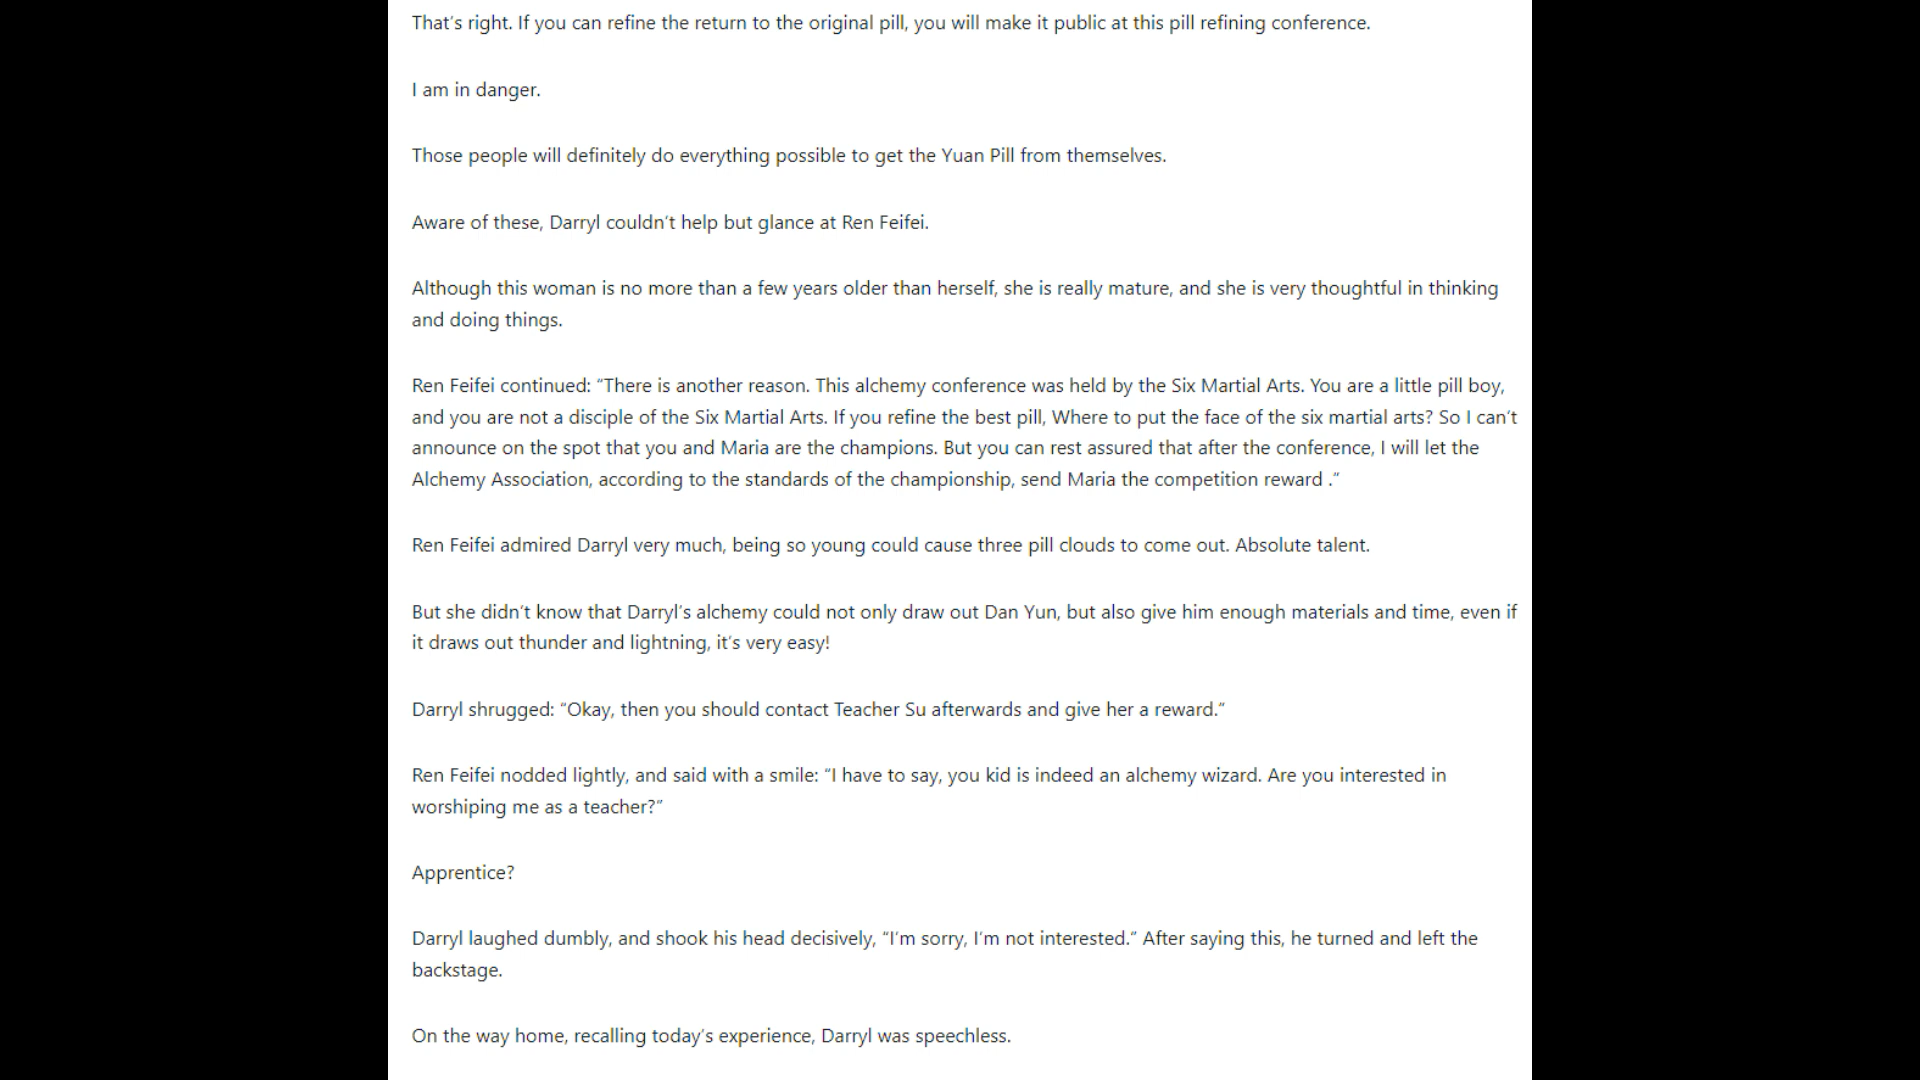 That’s right. If you can refine the return to the original pill, you will make it public at this pill refining conference.
I am in danger.
Those people will definitely do everything possible to get the Yuan Pill from themselves.
Aware of these, Darryl couldn’t help but glance at Ren Feifei.
Although this woman is no more than a few years older than herself, she is really mature, and she is very thoughtful in thinking
and doing things.
Ren Feifei continued: “There is another reason. This alchemy conference was held by the Six Martial Arts. You are a little pill boy,
and you are not a disciple of the Six Martial Arts. If you refine the best pill, Where to put the face of the six martial arts? So I can’t
announce on the spot that you and Maria are the champions. But you can rest assured that after the conference, I will let the
Alchemy Association, according to the standards of the championship, send Maria the competition reward .”
Ren Feifei admired Darryl very much, being so young could cause three pill clouds to come out. Absolute talent.
But she didn’t know that Darryl’s alchemy could not only draw out Dan Yun, but also give him enough materials and time, even if
it draws out thunder and lightning, it’s very easy!
Darryl shrugged: “Okay, then you should contact Teacher Su afterwards and give her a reward.”
Ren Feifei nodded lightly, and said with a smile: “I have to say, you kid is indeed an alchemy wizard. Are you interested in
worshiping me as a teacher?”
Apprentice?
Darryl laughed dumbly, and shook his head decisively, “I’m sorry, I’m not interested.” After saying this, he turned and left the
backstage.
On the way home, recalling today’s experience, Darryl was speechless.